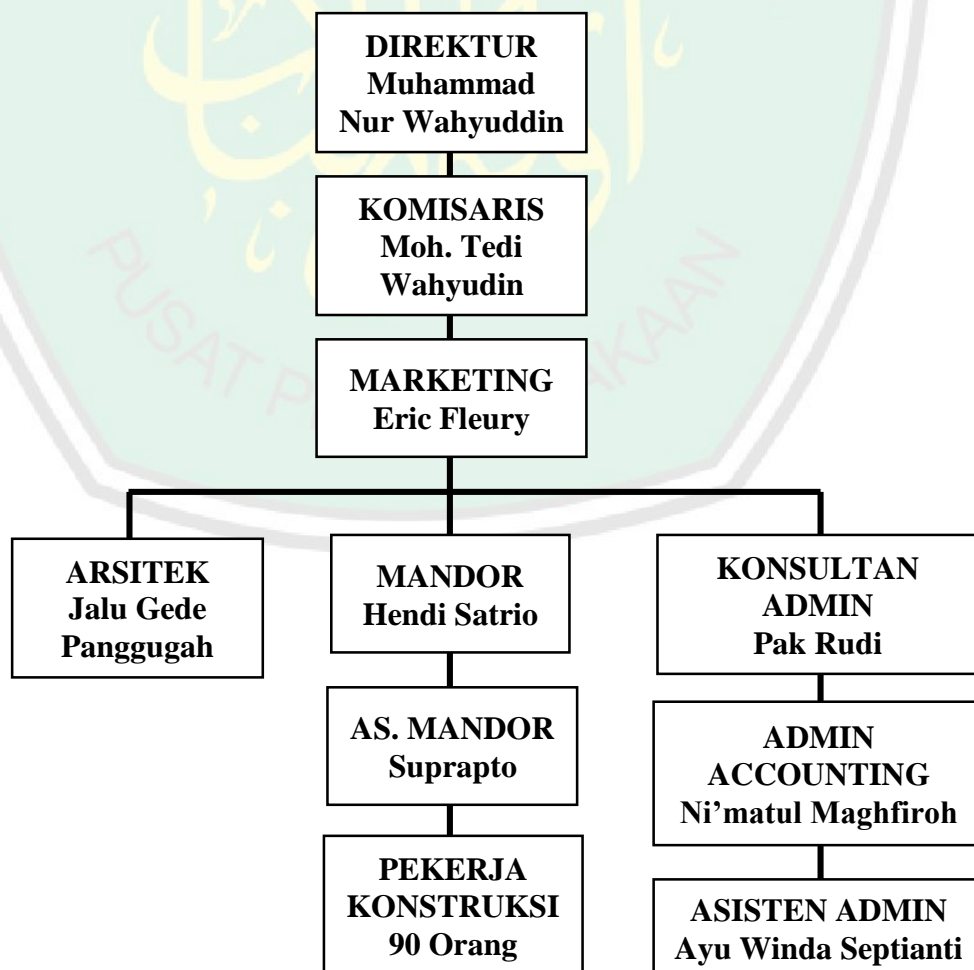 DIREKTUR
Muhammad
Nur Wahyuddin
KOMISARIS
Moh. Tedi
Wahyudin
MARKETING
Eric Fleury
ARSITEK
Jalu Gede
Panggugah
MANDOR
Hendi Satrio
KONSULTAN
ADMIN
Pak Rudi
AS. MANDOR
Suprapto
ADMIN
ACCOUNTING
Ni’matul Maghfiroh
PEKERJA
KONSTRUKSI
90 Orang
ASISTEN ADMIN
Ayu Winda Septianti
PUSAT